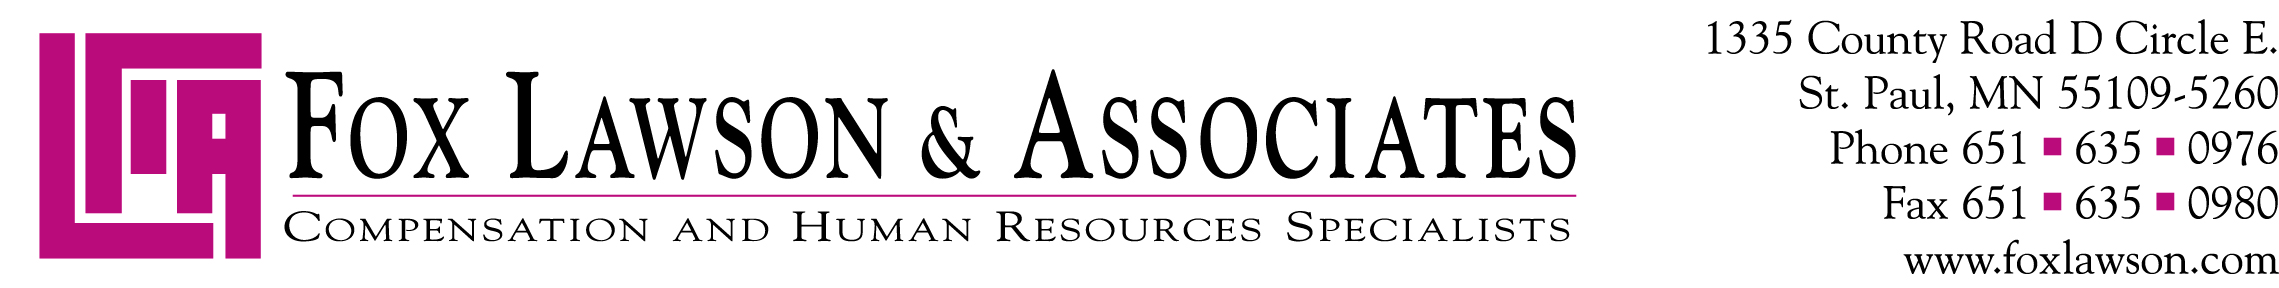 Fox Lawson & Associates
Compensation and Human Resources Specialists
1335 County Road D Circle E.
St. Paul, MN 55109-5260
Phone 651 ▪ 635 ▪ 0976
Fax 651 ▪ 635 ▪ 0980
www.foxlawson.com